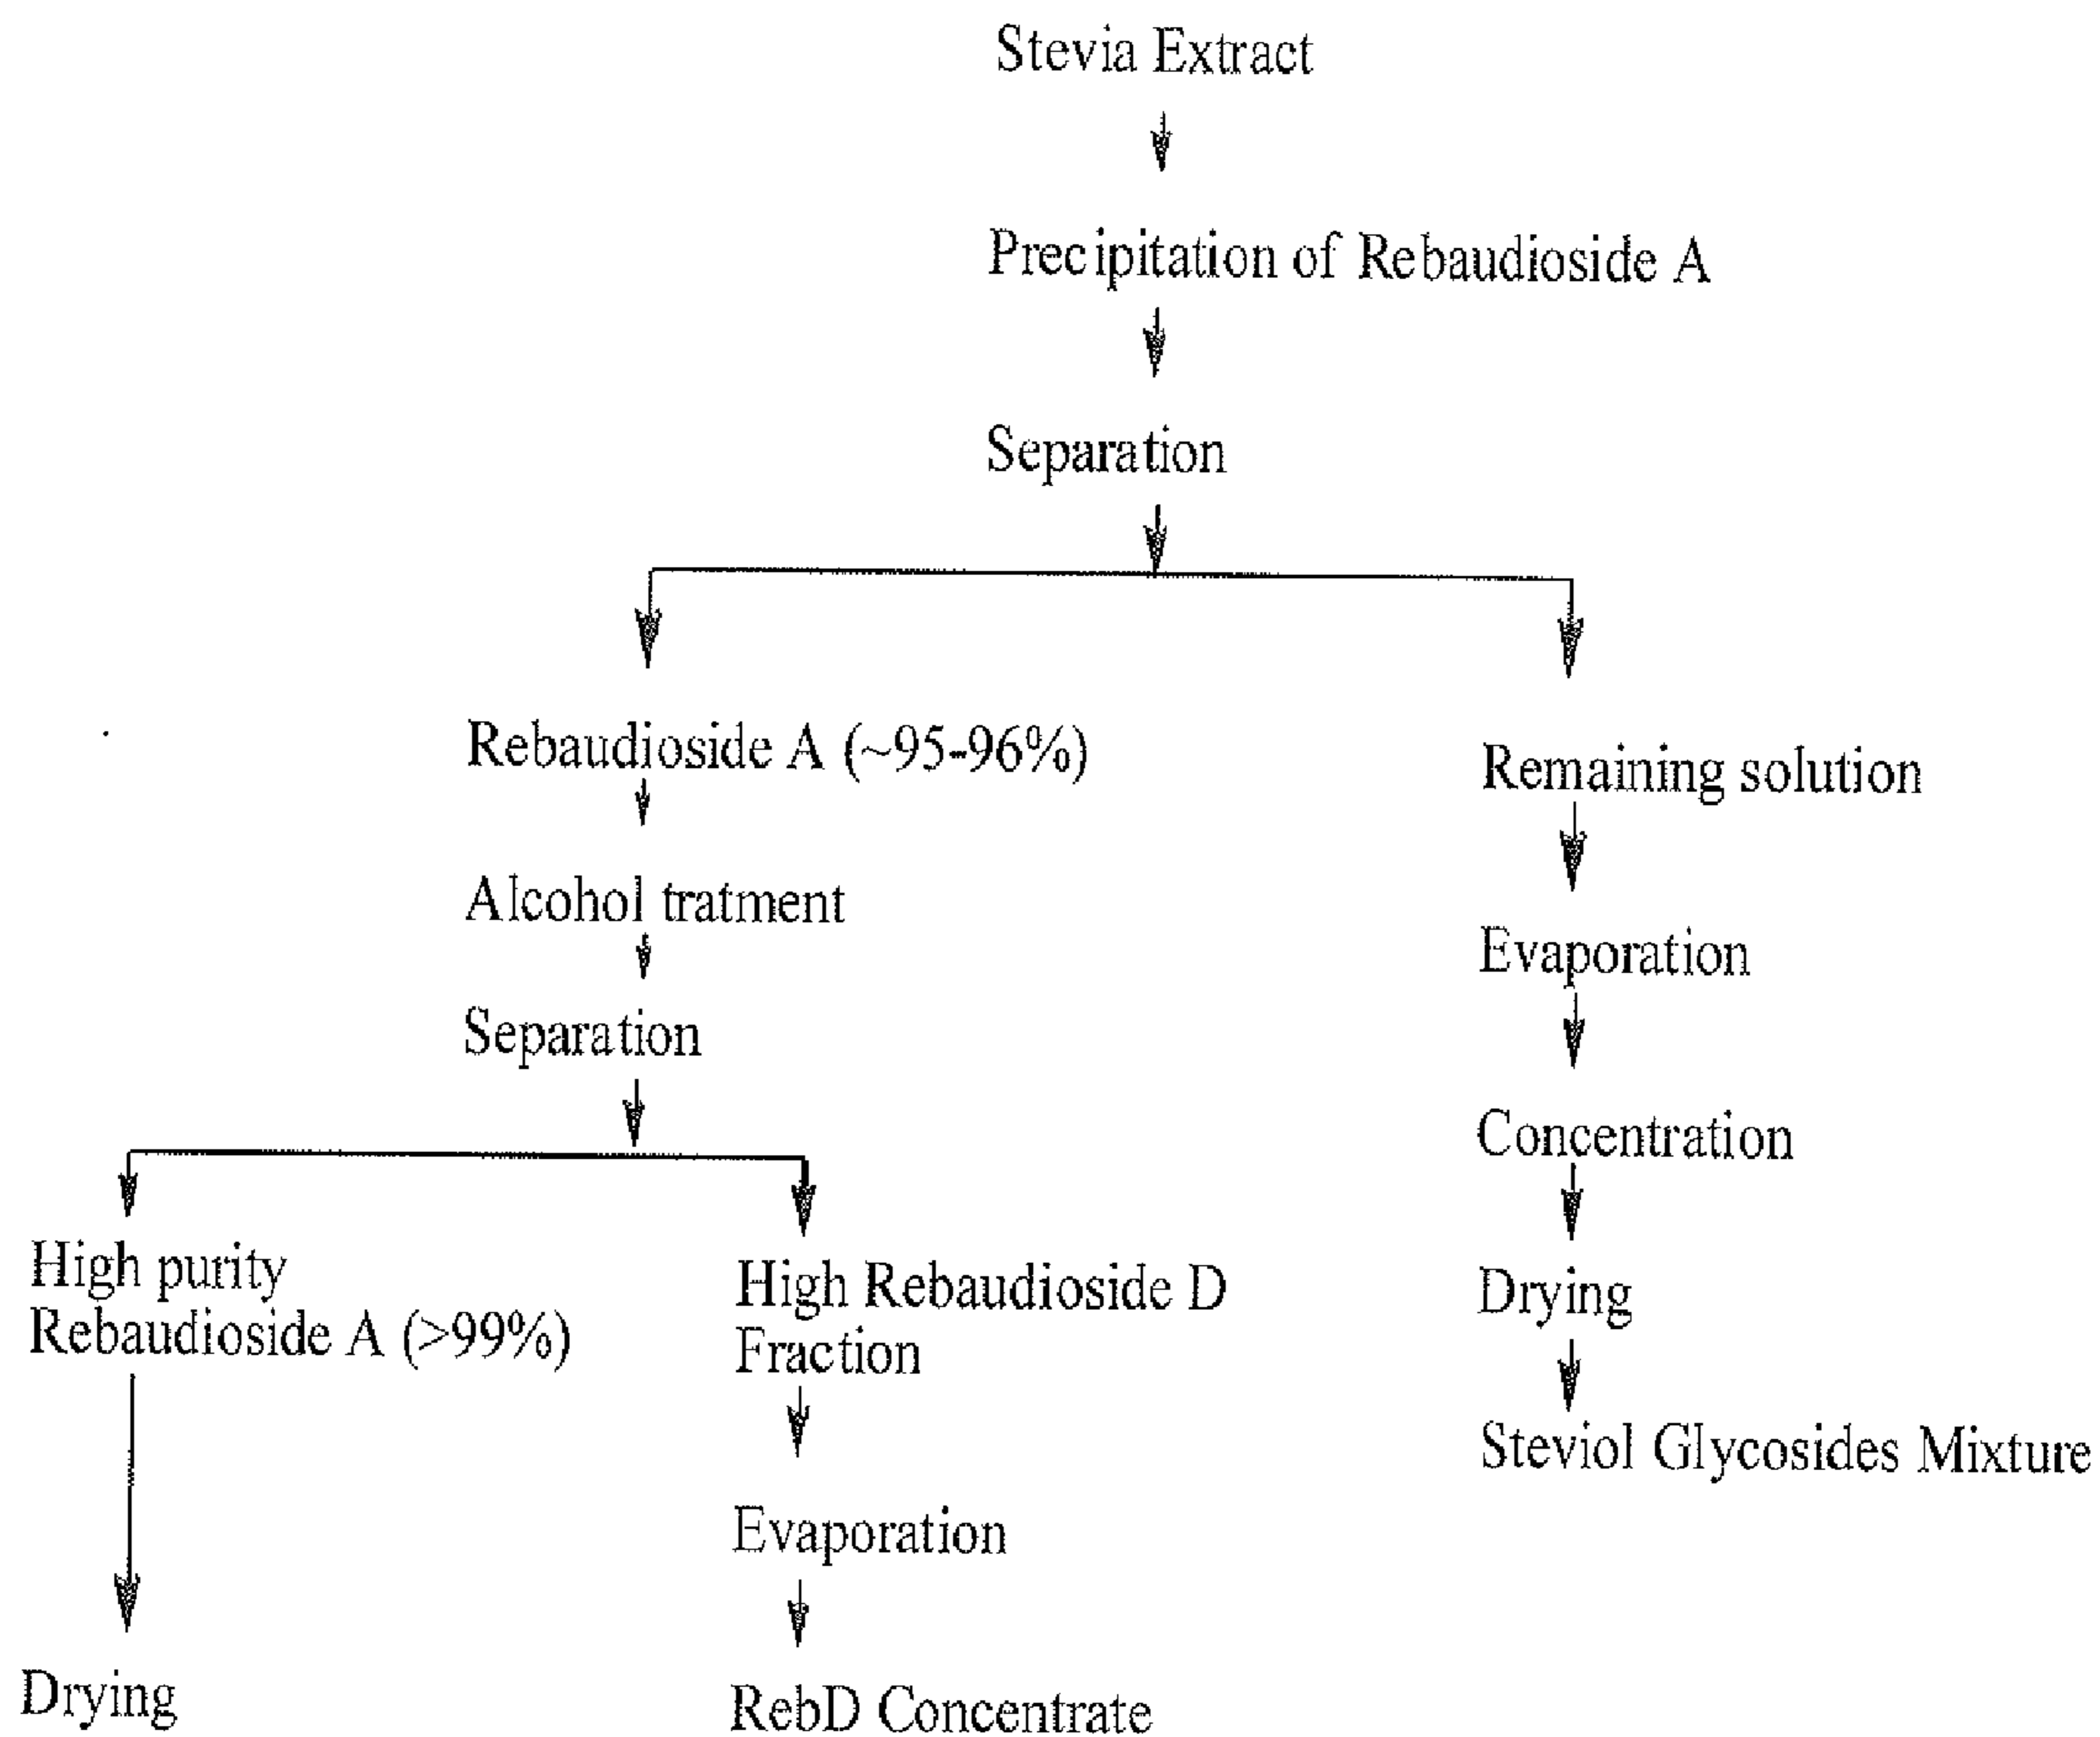 Stevia Extract
Precipitation of Rebaudioside A
Separation
Rebaudioside A (~95-96%)
Alcohol tratment
Separation
High purity
Rebaudioside A (>99%)
Drying
High Rebaudioside D
Fraction
Evaporation
RebD Concentrate
Remaining solution
Evaporation
Concentration
Drying
Steviol Glycosides Mixture